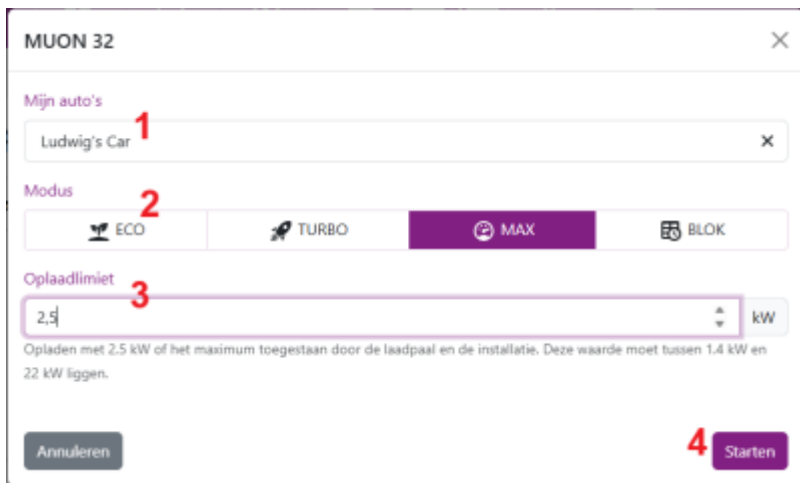 MUON 32
Mijn auto's
1
Ludwig's Car
Modus
2
ECO TURBO MAX BLOK
Oplaadlimiet
3
2,5 kW
Opladen met 2.5 kW of het maximum toegestaan door de laadpaal en de installatie. Deze waarde moet tussen 1.4 kW en
22 kW liggen.
Annuleren 4 Starten